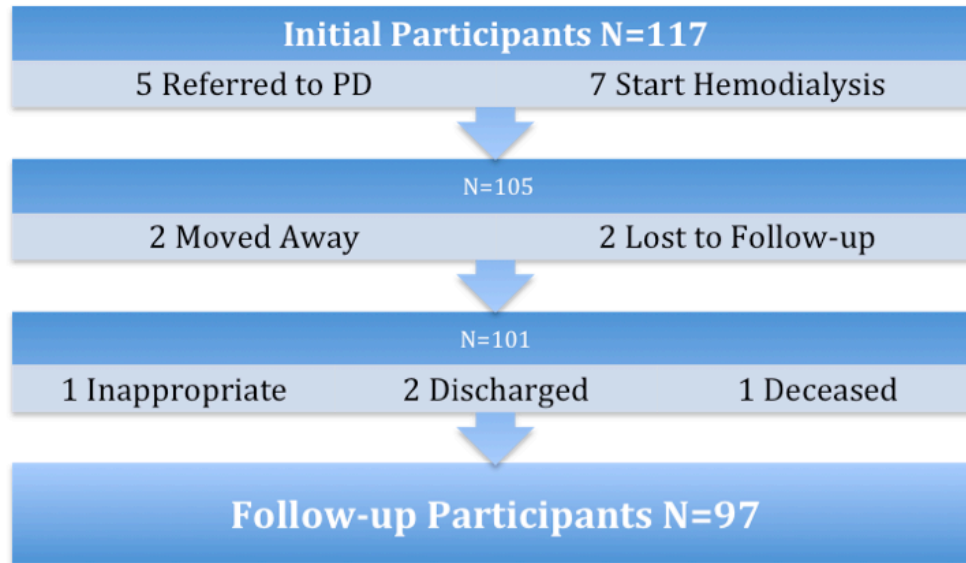 Initial Participants N=117
5 Referred to PD 7 Start Hemodialysis
N=105
2 Moved Away 2 Lost to Follow-up
N=101
1 Inappropriate 2 Discharged 1 Deceased
Follow-up Participants N=97